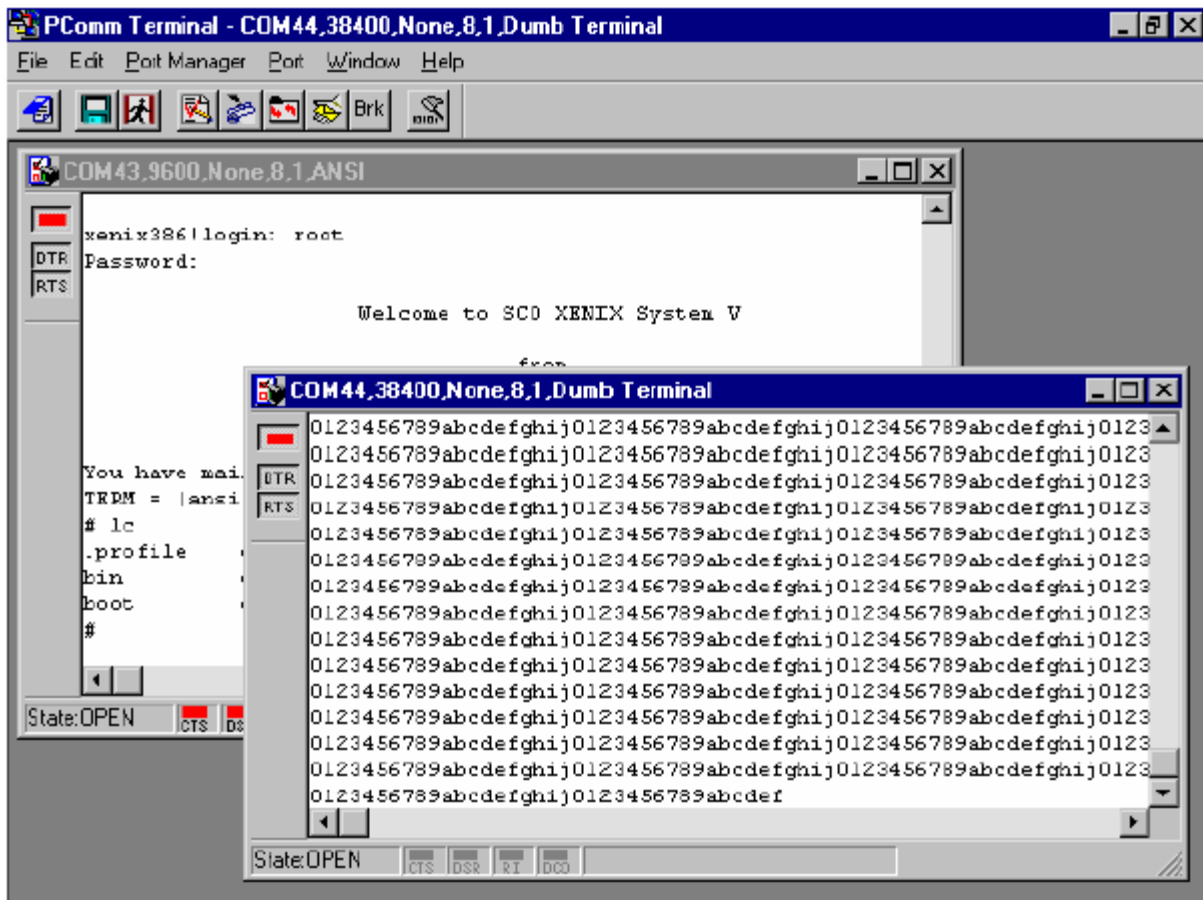 PComm Terminal - COM44,38400,None,8,1,Dumb Terminal
File Edit Port Manager Port Window Help
Brk
COM43,9600,None,8,1,ANSI
DTR
RTS
xenix386!login: root
Password:
Welcome to SCO XENIX System V
from
You have mail
TERM = (ansi
# lc
.profile
bin
boot
#
State:OPEN CTS
COM44,38400,None,8,1,Dumb Terminal
DTR
RTS
0123456789abcdefghij0123456789abcdefghij0123456789abcdefghij0123
0123456789abcdefghij0123456789abcdefghij0123456789abcdefghij0123
0123456789abcdefghij0123456789abcdefghij0123456789abcdefghij0123
0123456789abcdefghij0123456789abcdefghij0123456789abcdefghij0123
0123456789abcdefghij0123456789abcdefghij0123456789abcdefghij0123
0123456789abcdefghij0123456789abcdefghij0123456789abcdefghij0123
0123456789abcdefghij0123456789abcdefghij0123456789abcdefghij0123
0123456789abcdefghij0123456789abcdefghij0123456789abcdefghij0123
0123456789abcdefghij0123456789abcdefghij0123456789abcdefghij0123
0123456789abcdefghij0123456789abcdefghij0123456789abcdefghij0123
0123456789abcdefghij0123456789abcdefghij0123456789abcdefghij0123
0123456789abcdefghij0123456789abcdefghij0123456789abcdefghij0123
0123456789abcdefghij0123456789abcdefghij0123456789abcdefghij0123
0123456789abcdefghij0123456789abcdefghij0123456789abcdefghij0123
0123456789abcdefghij0123456789abcdef
State:OPEN CTS DSR RI DCD